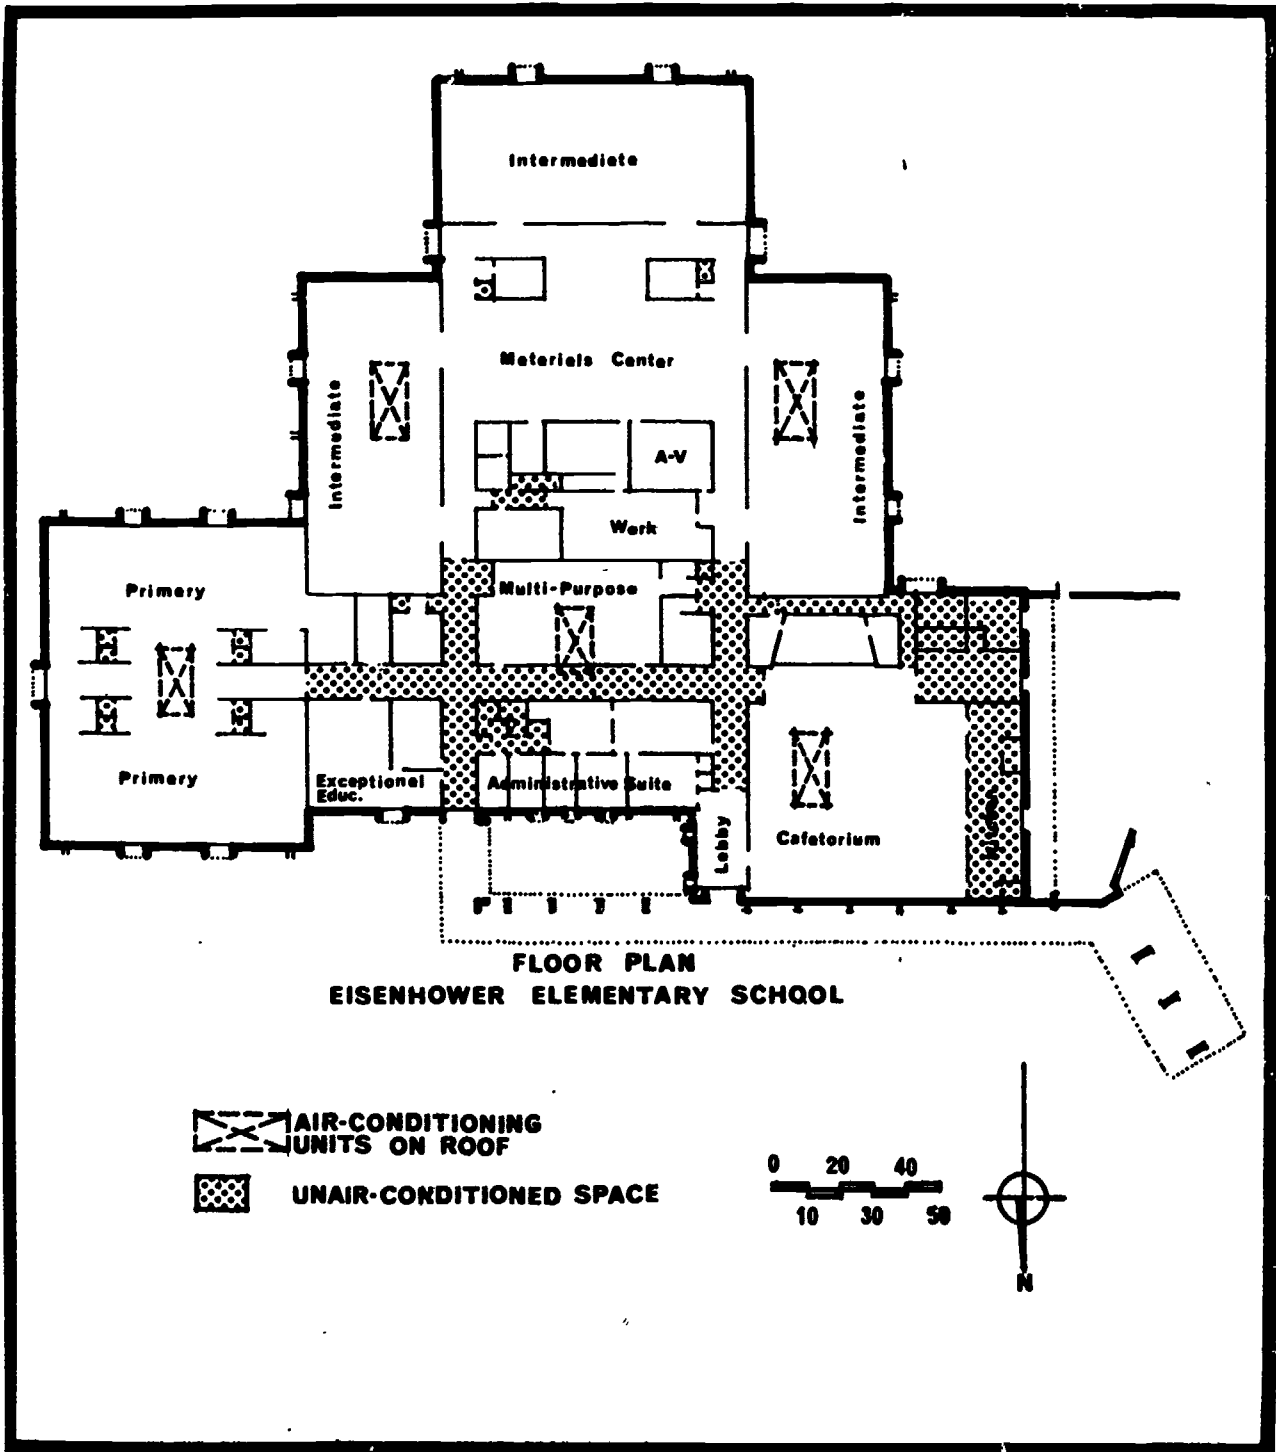 Intermediate
Materials Center
Intermediate
Intermediate
A-V
Work
Multi-Purpose
Primary
Primary
Exceptional
Educ.
Administrative Suite
Lobby
Cafetorium
Kitchen
FLOOR PLAN
EISENHOWER ELEMENTARY SCHOOL
AIR-CONDITIONING
UNITS ON ROOF
UNAIR-CONDITIONED SPACE
0 20 40
10 30 50
N